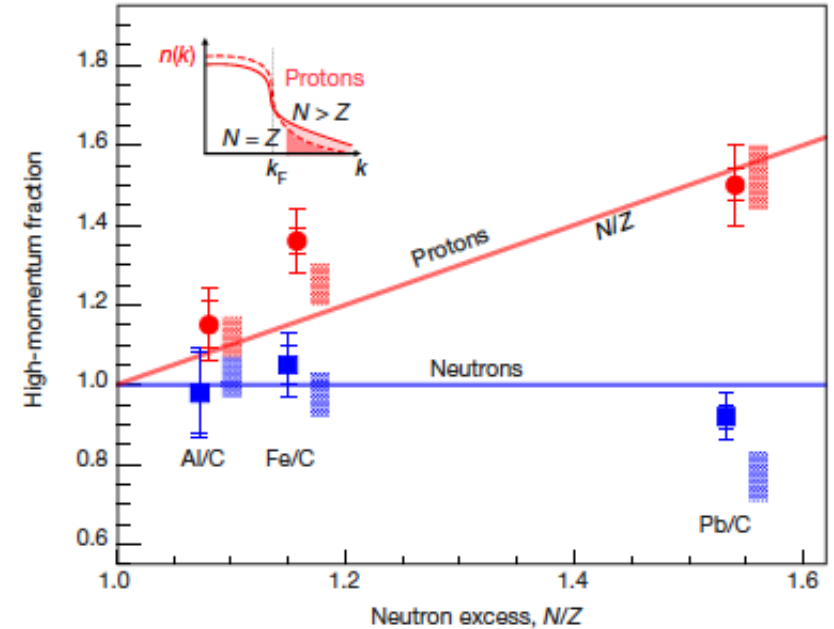 1.8
1.6
1.4
1.2
1.0
0.8
0.6
High-momentum fraction
n(k)
Protons
N > Z
N = Z
k_F
k
Protons
N/Z
Neutrons
Al/C
Fe/C
Pb/C
1.0 1.2 1.4 1.6
Neutron excess, N/Z